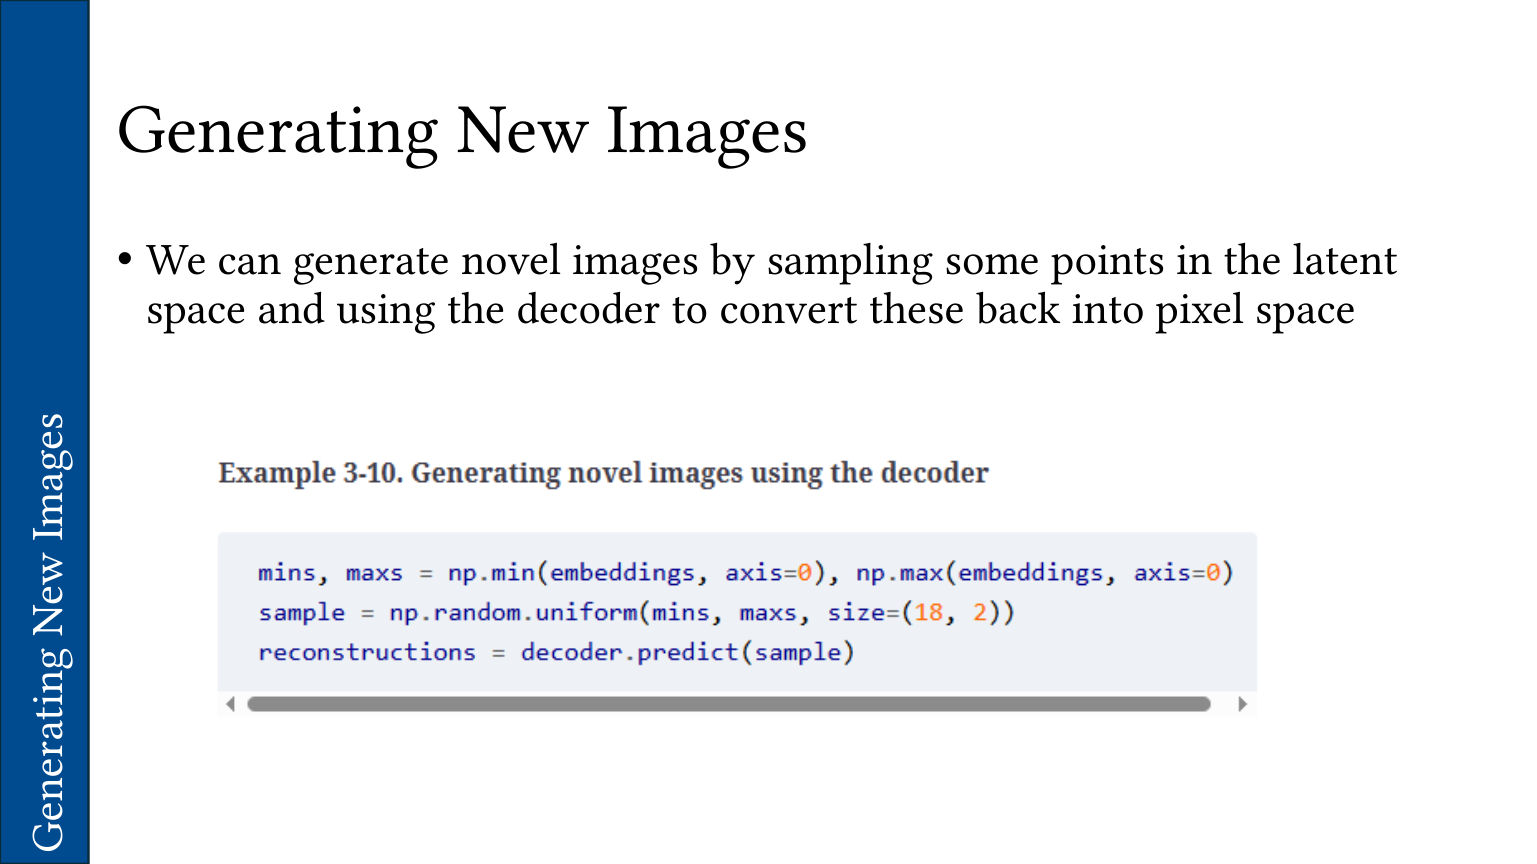 Generating New Images
Generating New Images
• We can generate novel images by sampling some points in the latent
space and using the decoder to convert these back into pixel space
Example 3-10. Generating novel images using the decoder
mins, maxs = np.min(embeddings, axis=0), np.max(embeddings, axis=0)
sample = np.random.uniform(mins, maxs, size=(18, 2))
reconstructions = decoder.predict(sample)